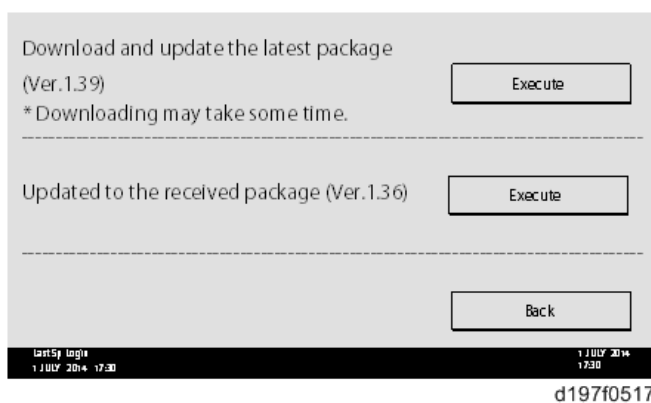 Download and update the latest package
(Ver.1.39)
Execute
* Downloading may take some time.
Updated to the received package (Ver.1.36)
Execute
Back
Last Sp Login
1 JULY 2014 17:30
1 JULY 2014
17:30
d197f0517